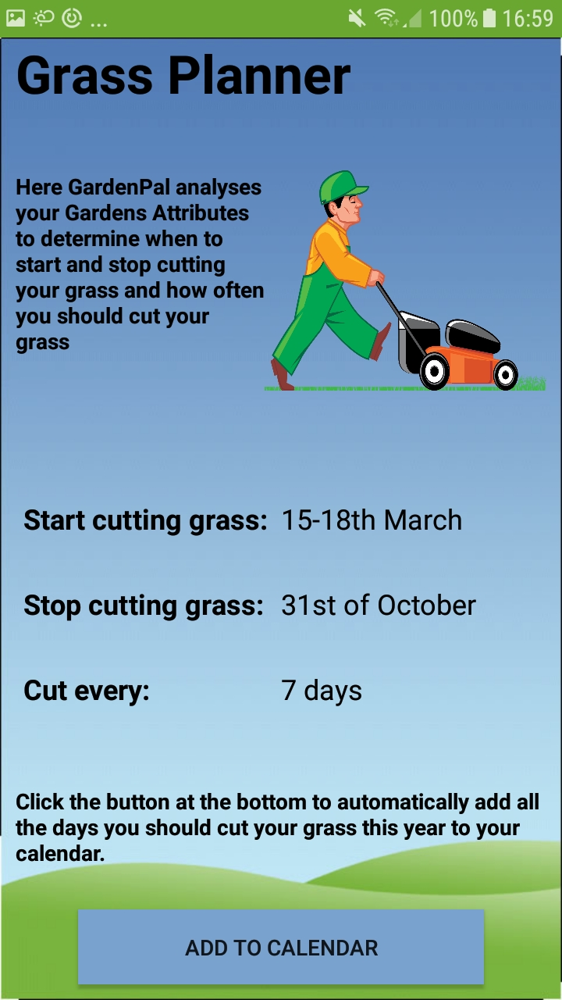 ... 100% 16:59
Grass Planner
Here GardenPal analyses
your Gardens Attributes
to determine when to
start and stop cutting
your grass and how often
you should cut your
grass
Start cutting grass: 15-18th March
Stop cutting grass: 31st of October
Cut every: 7 days
Click the button at the bottom to automatically add all
the days you should cut your grass this year to your
calendar.
ADD TO CALENDAR